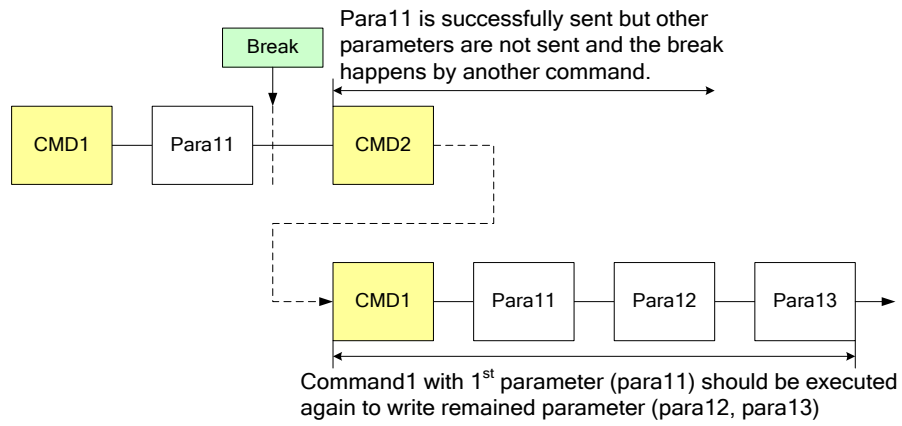 Para11 is successfully sent but other
parameters are not sent and the break
happens by another command.
Break
CMD1
Para11
CMD2
CMD1
Para11
Para12
Para13
Command1 with 1st parameter (para11) should be executed
again to write remained parameter (para12, para13)